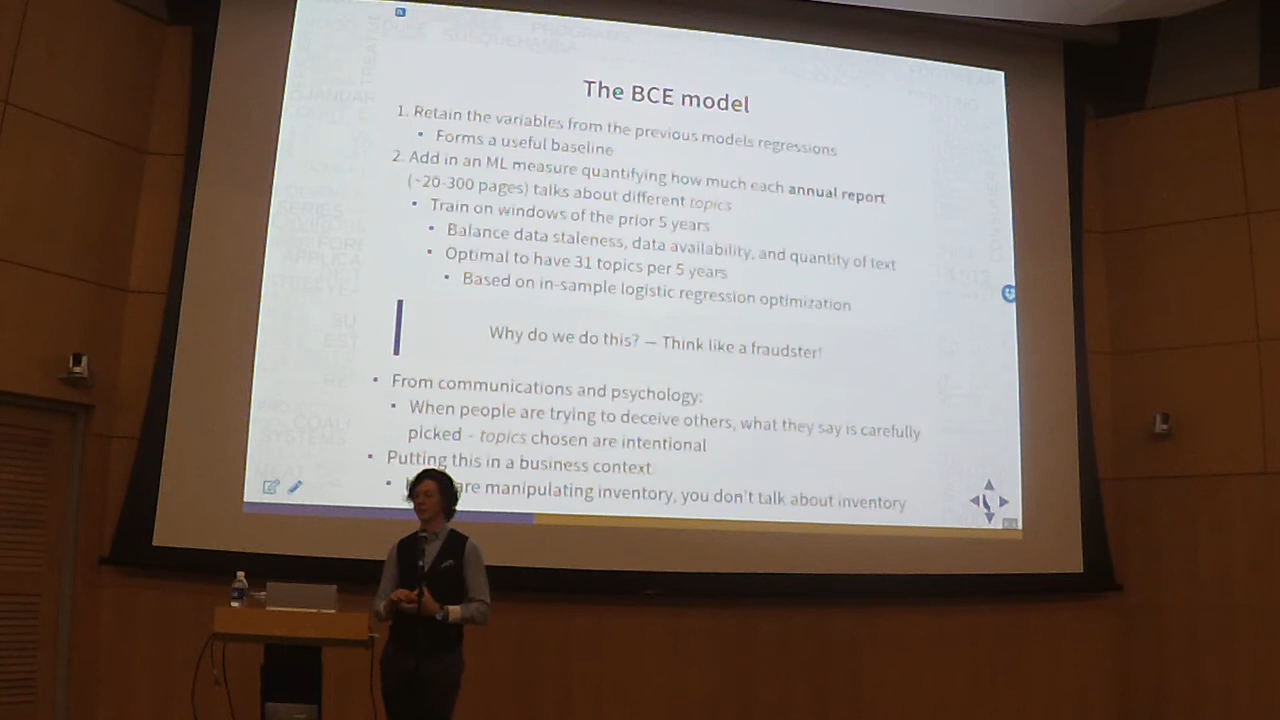 The BCE model
1. Retain the variables from the previous models regressions
▪ Forms a useful baseline
2. Add in an ML measure quantifying how much each annual report
(~20-300 pages) talks about different topics
▪ Train on windows of the prior 5 years
▪ Balance data staleness, data availability, and quantity of text
▪ Optimal to have 31 topics per 5 years
▪ Based on in-sample logistic regression optimization
Why do we do this? — Think like a fraudster!
▪ From communications and psychology:
▪ When people are trying to deceive others, what they say is carefully
picked - topics chosen are intentional
▪ Putting this in a business context
▪ are manipulating inventory, you don't talk about inventory